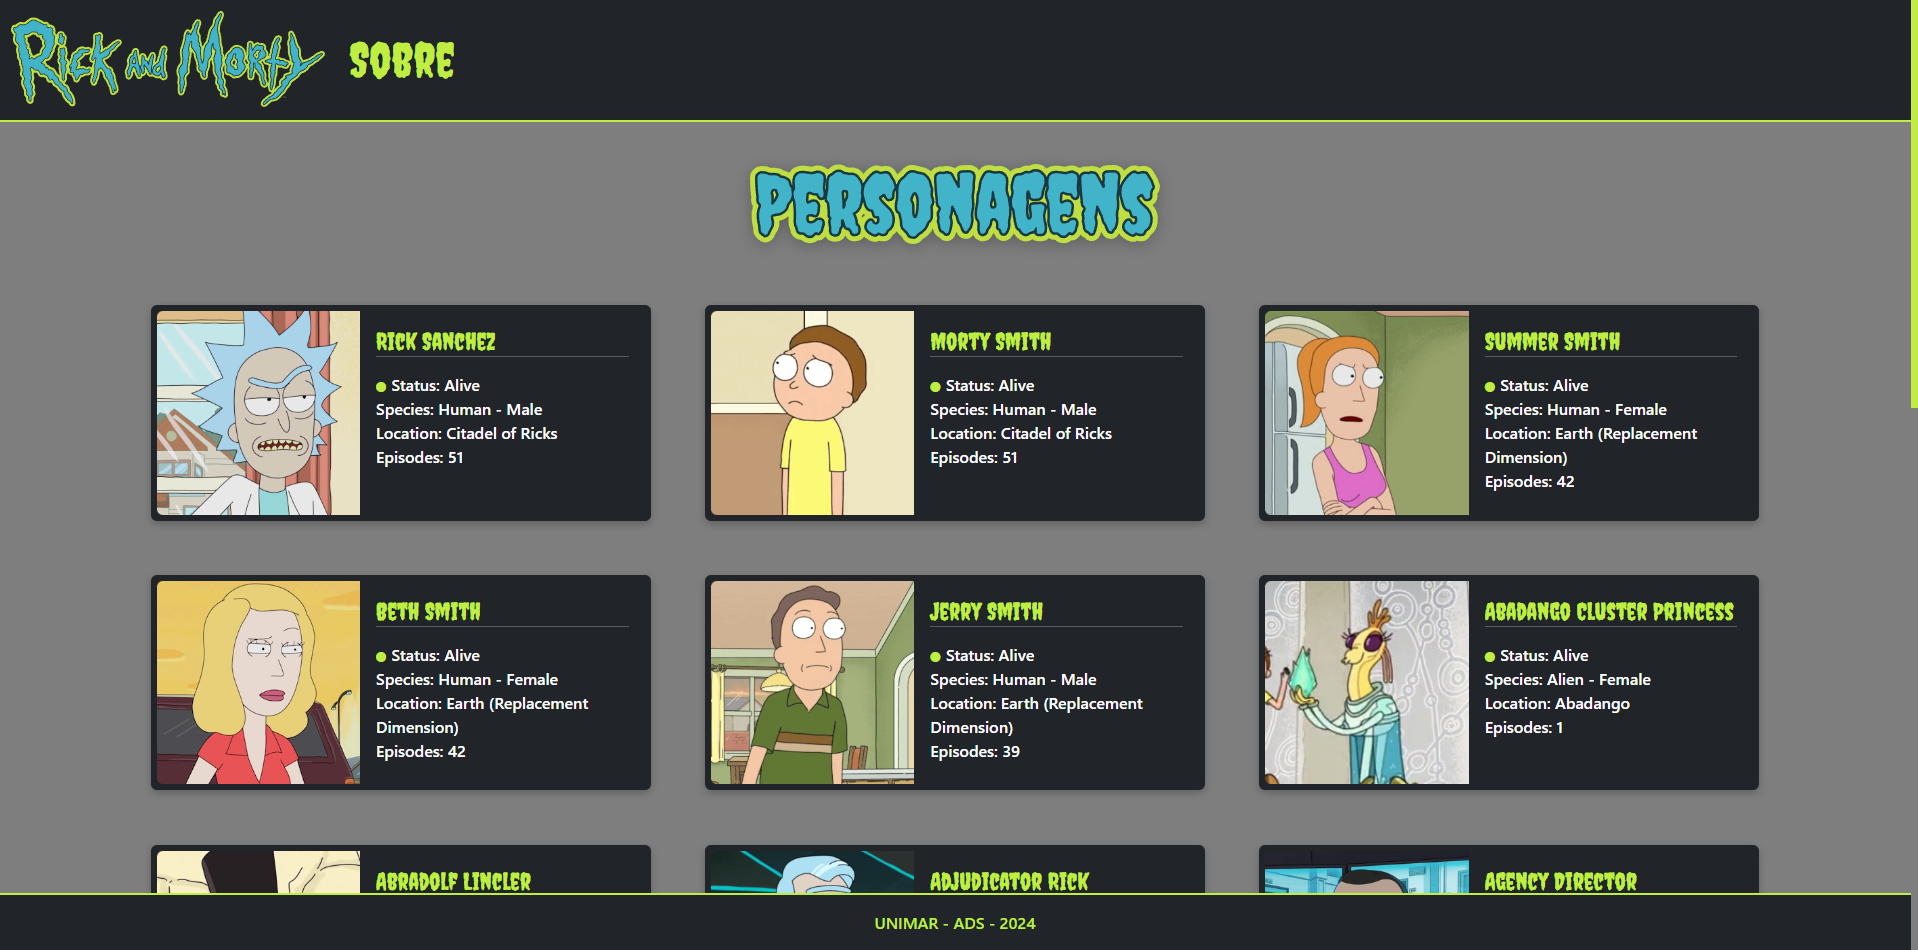 Rick and Morty SOBRE
PERSONAGENS
RICK SANCHEZ
Status: Alive
Species: Human - Male
Location: Citadel of Ricks
Episodes: 51
MORTY SMITH
Status: Alive
Species: Human - Male
Location: Citadel of Ricks
Episodes: 51
SUMMER SMITH
Status: Alive
Species: Human - Female
Location: Earth (Replacement
Dimension)
Episodes: 42
BETH SMITH
Status: Alive
Species: Human - Female
Location: Earth (Replacement
Dimension)
Episodes: 42
JERRY SMITH
Status: Alive
Species: Human - Male
Location: Earth (Replacement
Dimension)
Episodes: 39
ABADANGO CLUSTER PRINCESS
Status: Alive
Species: Alien - Female
Location: Abadango
Episodes: 1
ABRADOLF LINCLER
ADJUDICATOR RICK
AGENCY DIRECTOR
UNIMAR - ADS - 2024